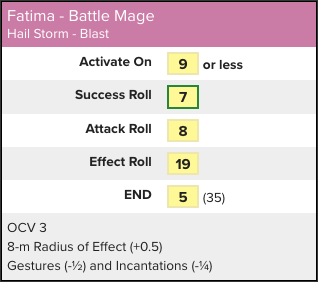 Fatima - Battle Mage
Hail Storm - Blast
Activate On 9 or less
Success Roll 7
Attack Roll 8
Effect Roll 19
END 5 (35)
OCV 3
8-m Radius of Effect (+0.5)
Gestures (-½) and Incantations (-¼)